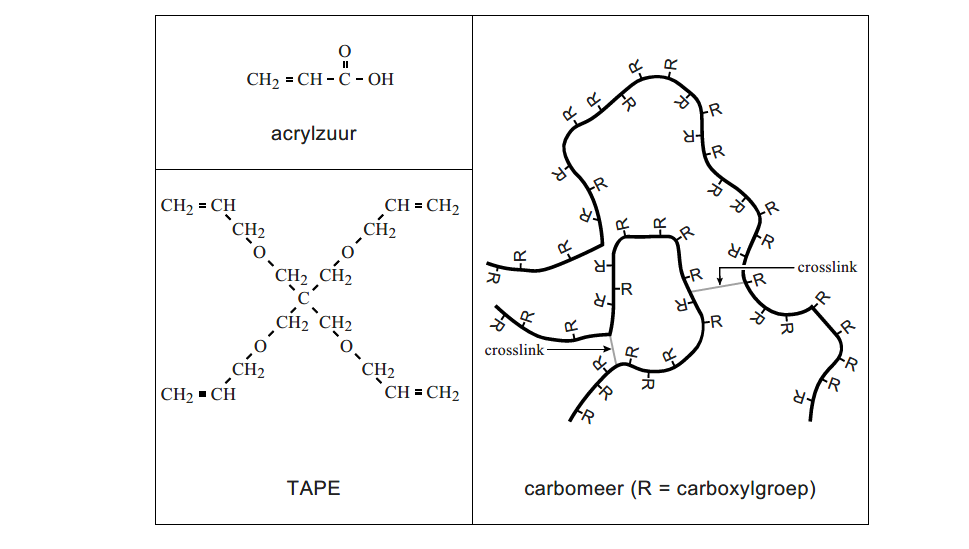 O
CH₂ = CH – C – OH
acrylzuur
CH₂ = CH CH = CH₂
CH₂ CH₂
O O
CH₂ CH₂
C
CH₂ CH₂
O O
CH₂ CH₂
CH₂ = CH CH = CH₂
TAPE
R R R R R R R R R R R R R R R R R R R R R R R R R R R R R R R R R R R R R R R R R R R R R R R R
crosslink
crosslink
carbomeer (R = carboxylgroep)